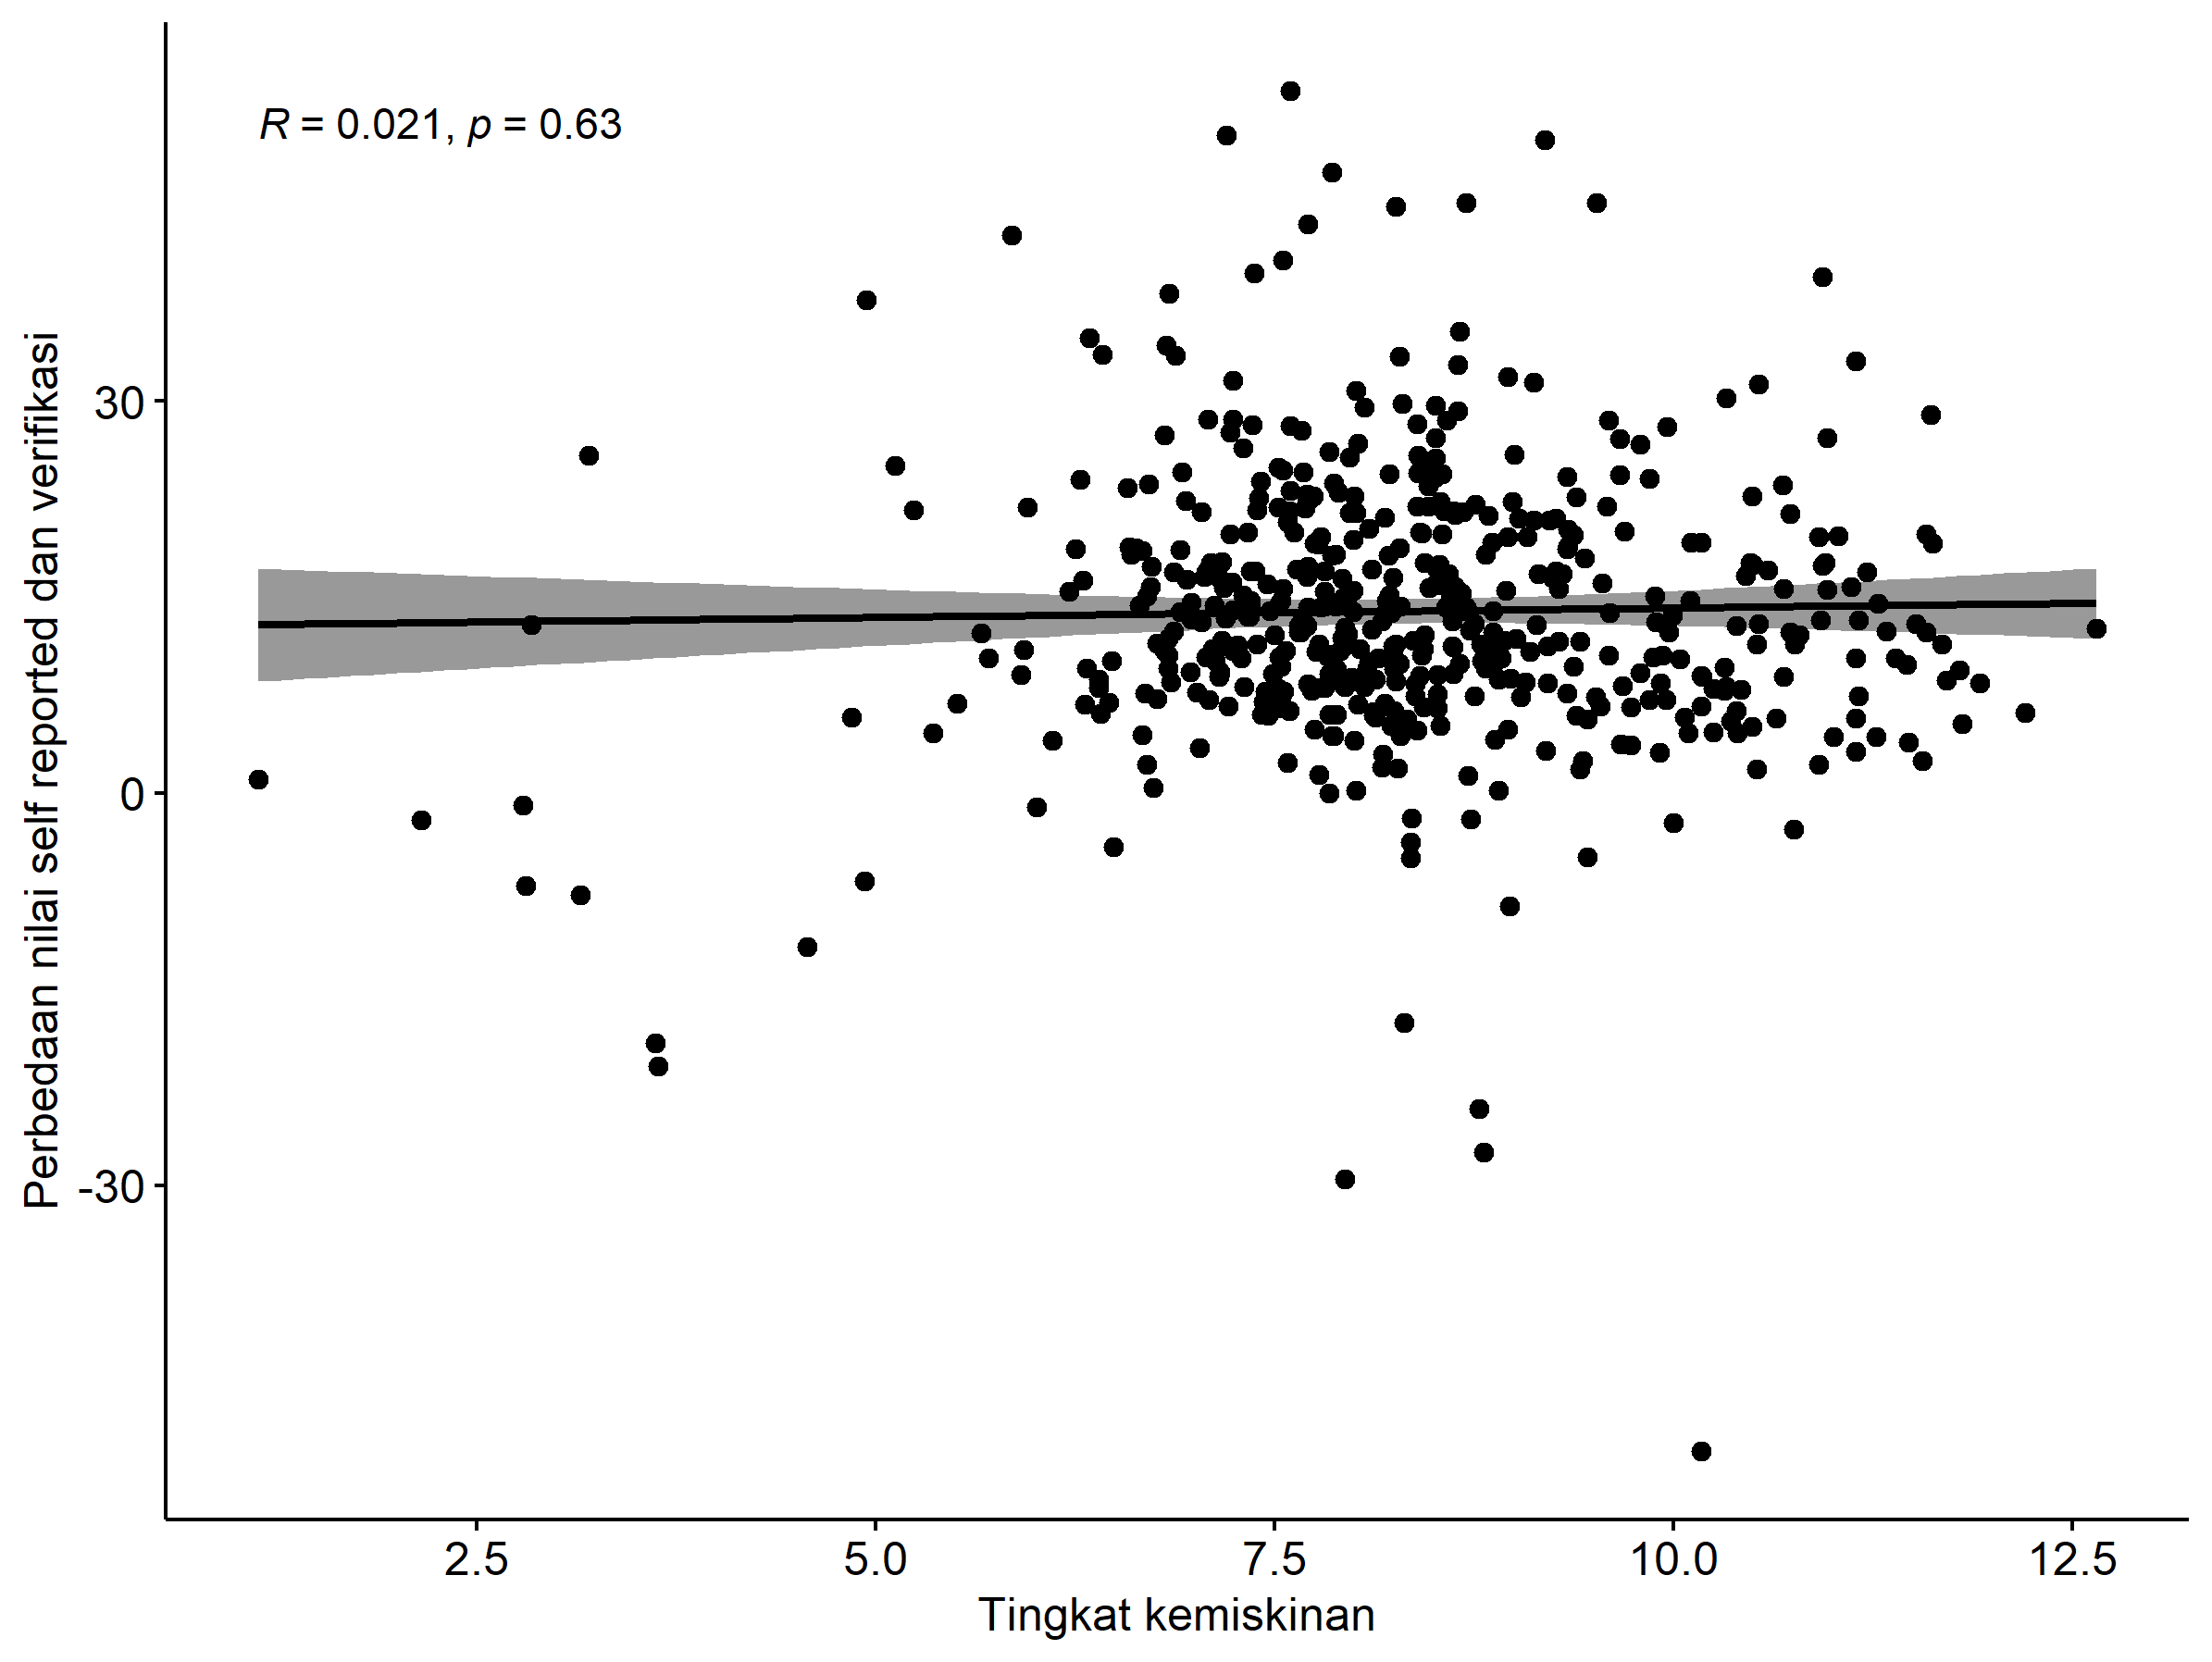 R = 0.021, p = 0.63
Perbedaan nilai self reported dan verifikasi
30
0
-30
2.5 5.0 7.5 10.0 12.5
Tingkat kemiskinan